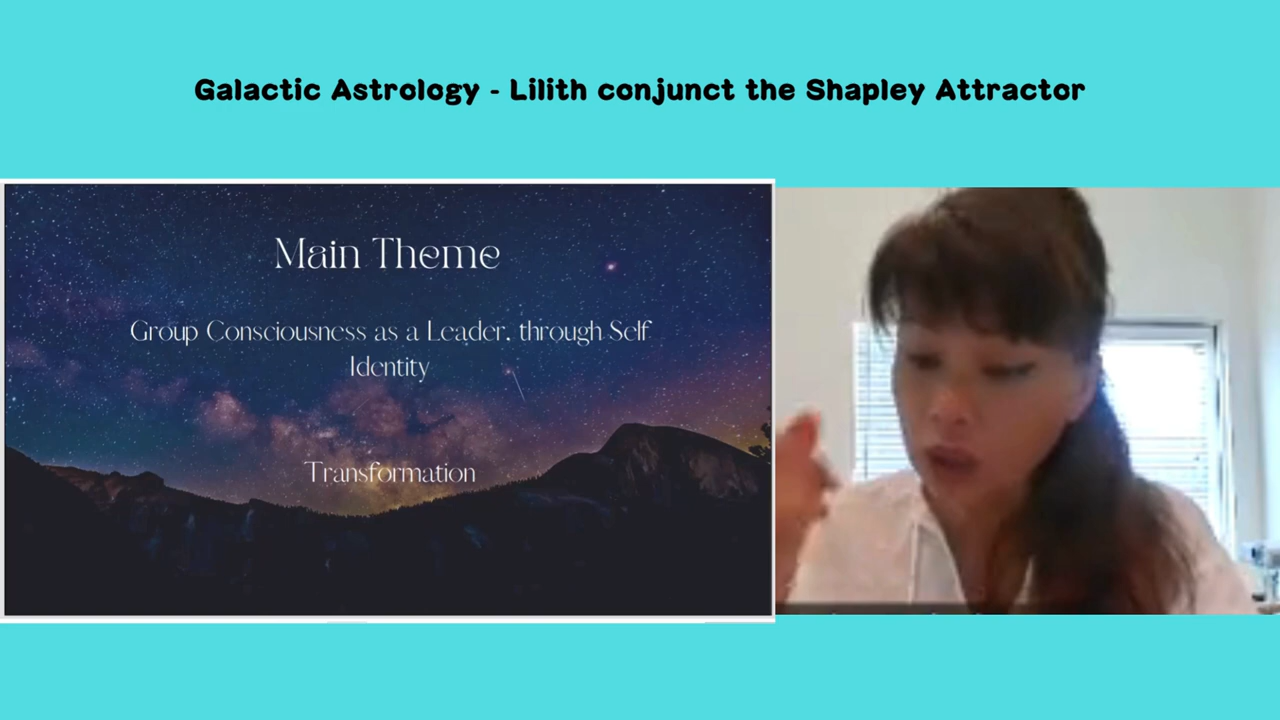 Galactic Astrology - Lilith conjunct the Shapley Attractor
Main Theme
Group Consciousness as a Leader, through Self
Identity
Transformation